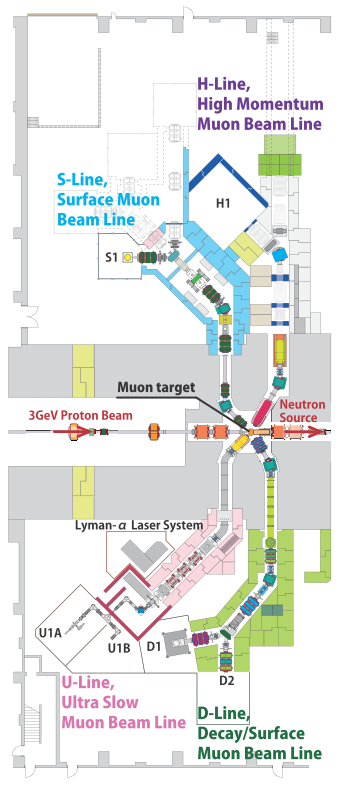 H-Line,
High Momentum
Muon Beam Line
S-Line,
Surface Muon
Beam Line
H1
S1
Muon target
3GeV Proton Beam
Neutron
Source
Lyman-α Laser System
U1A
U1B
D1
D2
U-Line,
Ultra Slow
Muon Beam Line
D-Line,
Decay/Surface
Muon Beam Line